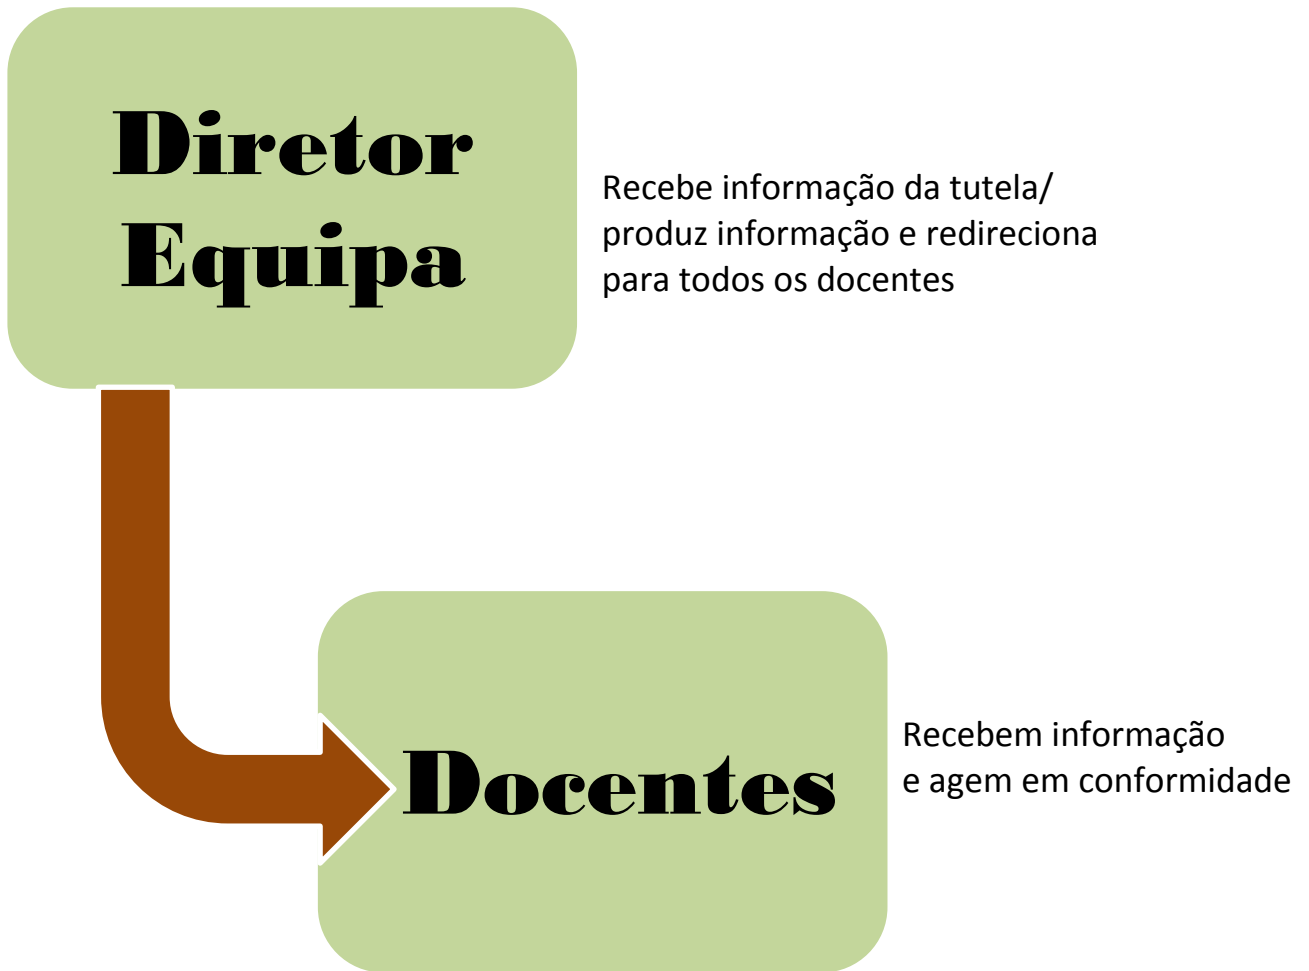 Diretor
Equipa
Recebe informação da tutela/
produz informação e redireciona
para todos os docentes
Docentes
Recebem informação
e agem em conformidade